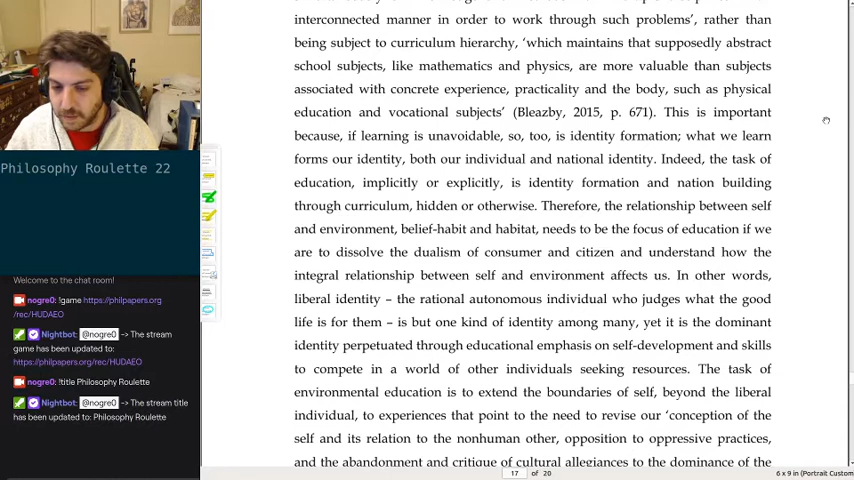 interconnected manner in order to work through such problems', rather than
being subject to curriculum hierarchy, 'which maintains that supposedly abstract
school subjects, like mathematics and physics, are more valuable than subjects
associated with concrete experience, practicality and the body, such as physical
education and vocational subjects' (Bleazby, 2015, p. 671). This is important
because, if learning is unavoidable, so, too, is identity formation; what we learn
forms our identity, both our individual and national identity. Indeed, the task of
education, implicitly or explicitly, is identity formation and nation building
through curriculum, hidden or otherwise. Therefore, the relationship between self
and environment, belief-habit and habitat, needs to be the focus of education if we
are to dissolve the dualism of consumer and citizen and understand how the
integral relationship between self and environment affects us. In other words,
liberal identity – the rational autonomous individual who judges what the good
life is for them – is but one kind of identity among many, yet it is the dominant
identity perpetuated through educational emphasis on self-development and skills
to compete in a world of other individuals seeking resources. The task of
environmental education is to extend the boundaries of self, beyond the liberal
individual, to experiences that point to the need to revise our 'conception of the
self and its relation to the nonhuman other, opposition to oppressive practices,
and the abandonment and critique of cultural allegiances to the dominance of the
17 of 20
6 x 9 in (Portrait Custom
Philosophy Roulette 22
Welcome to the chat room!
nogre0: !game https://philpapers.org
/rec/HUDAEO
Nightbot: @nogre0 -> The stream
game has been updated to:
https://philpapers.org/rec/HUDAEO
nogre0: !title Philosophy Roulette
Nightbot: @nogre0 -> The stream title
has been updated to: Philosophy Roulette